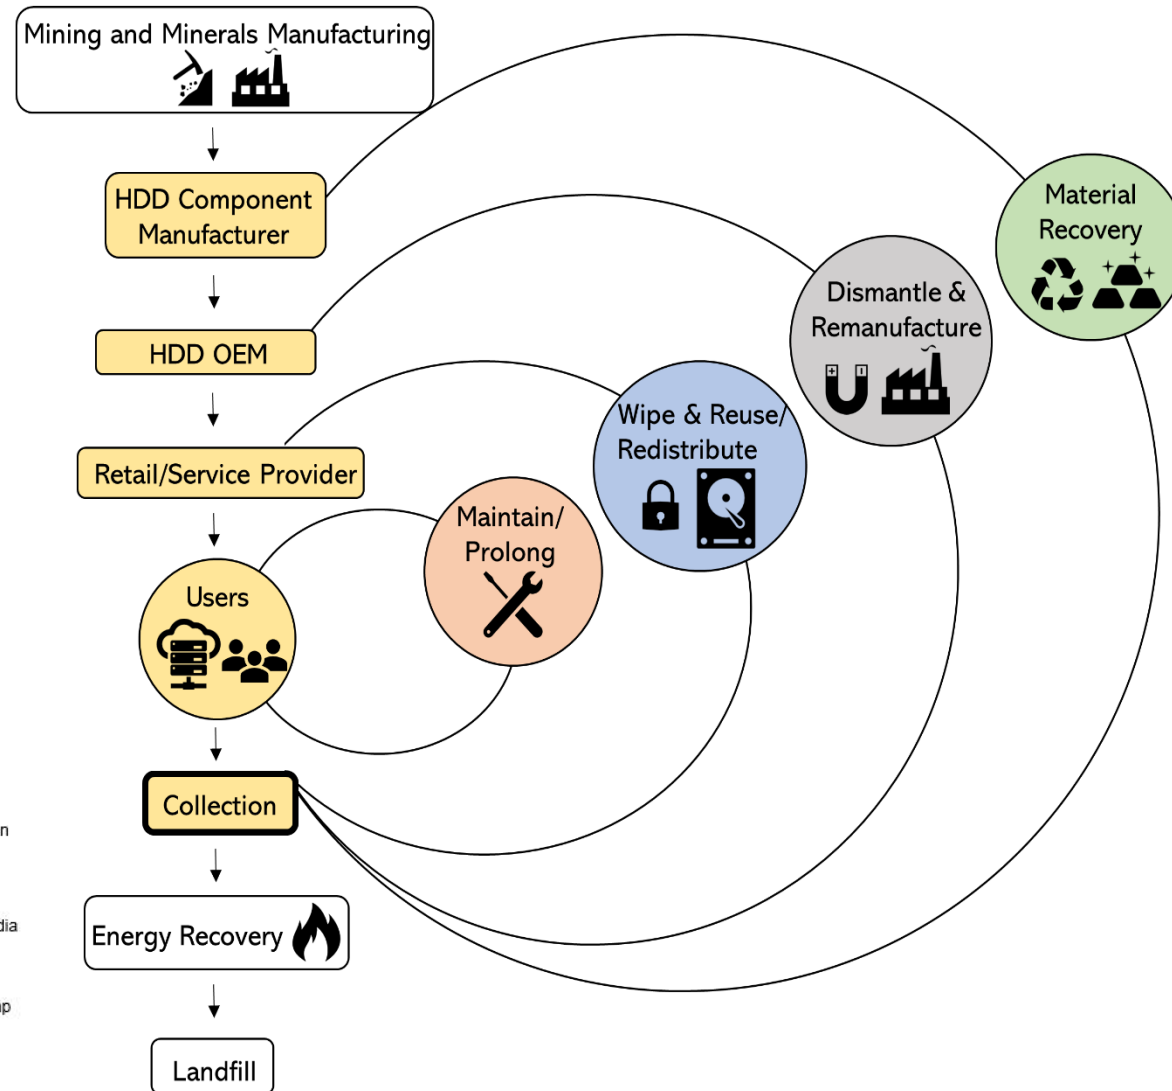 Mining and Minerals Manufacturing
HDD Component
Manufacturer
HDD OEM
Retail/Service Provider
Users
Collection
Energy Recovery
Landfill
Maintain/
Prolong
Wipe & Reuse/
Redistribute
Dismantle &
Remanufacture
+ -
Material
Recovery